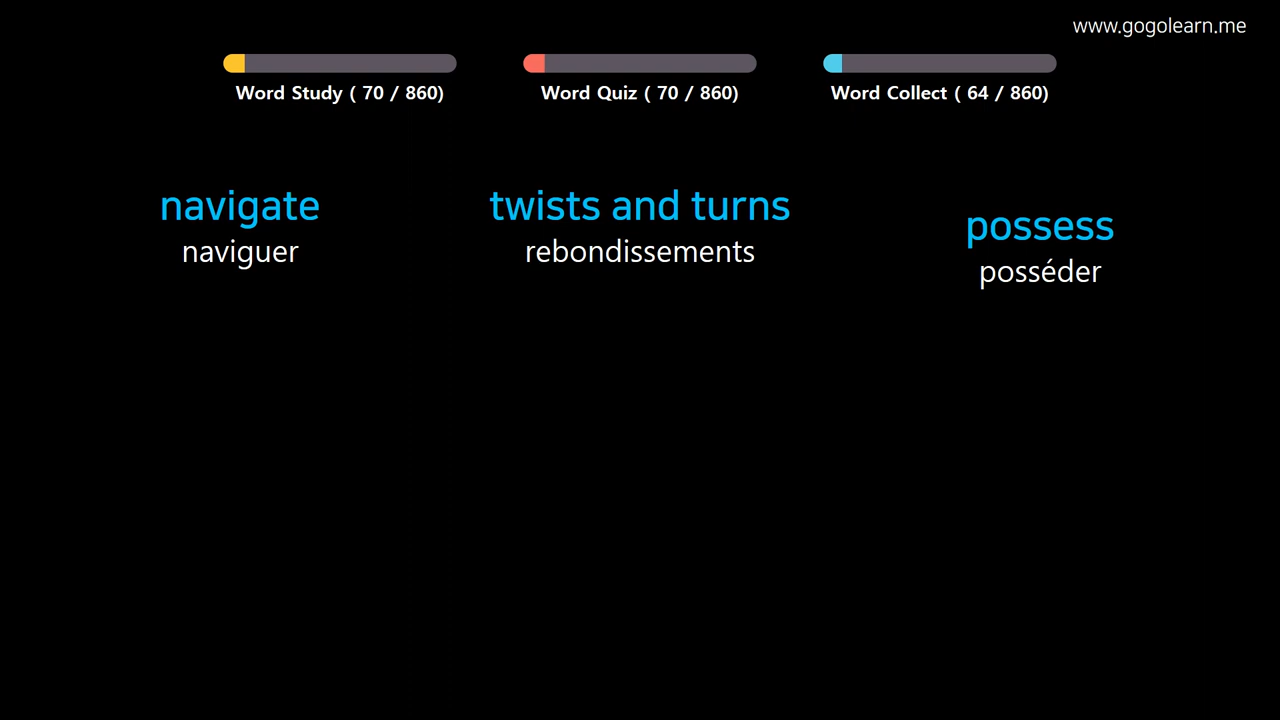 www.gogolearn.me
Word Study ( 70 / 860)
Word Quiz ( 70 / 860)
Word Collect ( 64 / 860)
navigate
naviguer
twists and turns
rebondissements
possess
posséder